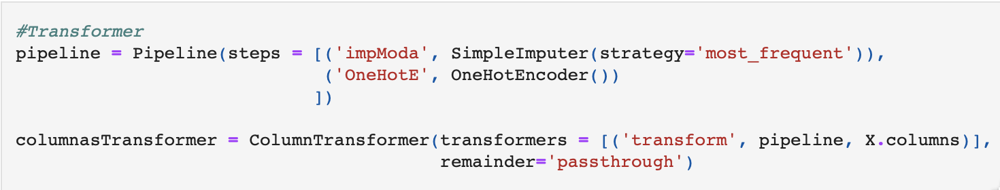 #Transformer
pipeline = Pipeline(steps = [('impModa', SimpleImputer(strategy='most_frequent')),
('OneHotE', OneHotEncoder())
])
columnasTransformer = ColumnTransformer(transformers = [('transform', pipeline, X.columns)],
remainder='passthrough')